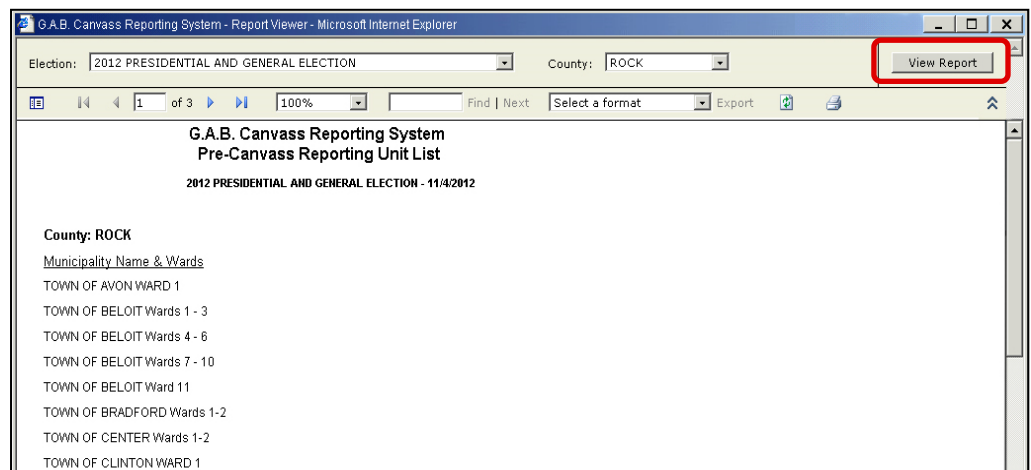 G.A.B. Canvass Reporting System - Report Viewer - Microsoft Internet Explorer
Election: 2012 PRESIDENTIAL AND GENERAL ELECTION County: ROCK View Report
1 of 3 100% Find | Next Select a format Export
G.A.B. Canvass Reporting System
Pre-Canvass Reporting Unit List
2012 PRESIDENTIAL AND GENERAL ELECTION - 11/4/2012
County: ROCK
Municipality Name & Wards
TOWN OF AVON WARD 1
TOWN OF BELOIT Wards 1 - 3
TOWN OF BELOIT Wards 4 - 6
TOWN OF BELOIT Wards 7 - 10
TOWN OF BELOIT Ward 11
TOWN OF BRADFORD Wards 1-2
TOWN OF CENTER Wards 1-2
TOWN OF CLINTON WARD 1